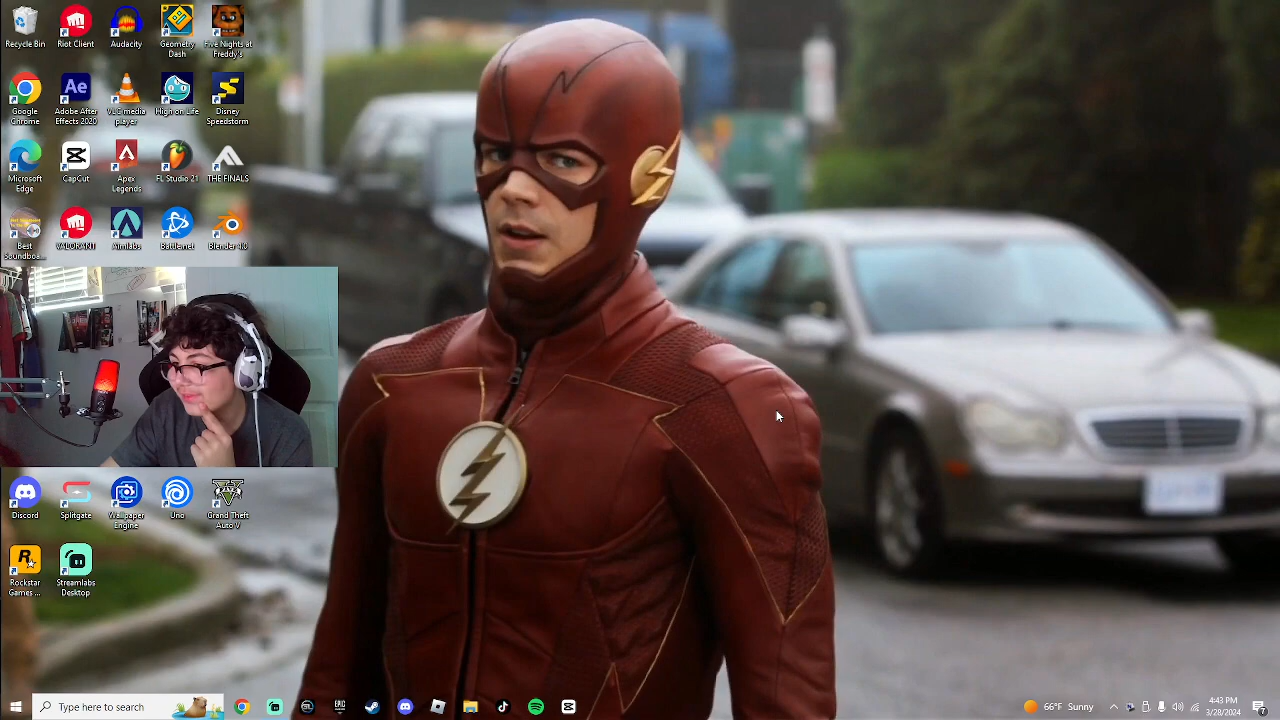 Recycle Bin
Riot Client
Audacity
Geometry
Dash
Five Nights at
Freddy's
Google
Chrome
Adobe After
Effects 2020
VLC media
player
High on Life
Disney
Speedstorm
Microsoft
Edge
CapCut
Apex
Legends
FL Studio 21
THE FINALS
Best
Soundboa...
VALORANT
Aimlabs
Battle.net
Blender 4.0
Discord
Splitgate
Wallpaper
Engine
Uno
Grand Theft
Auto V
Rockstar
Games ...
Streamlabs
Desktop
Type here to search
66°F Sunny
4:43 PM
3/28/2024